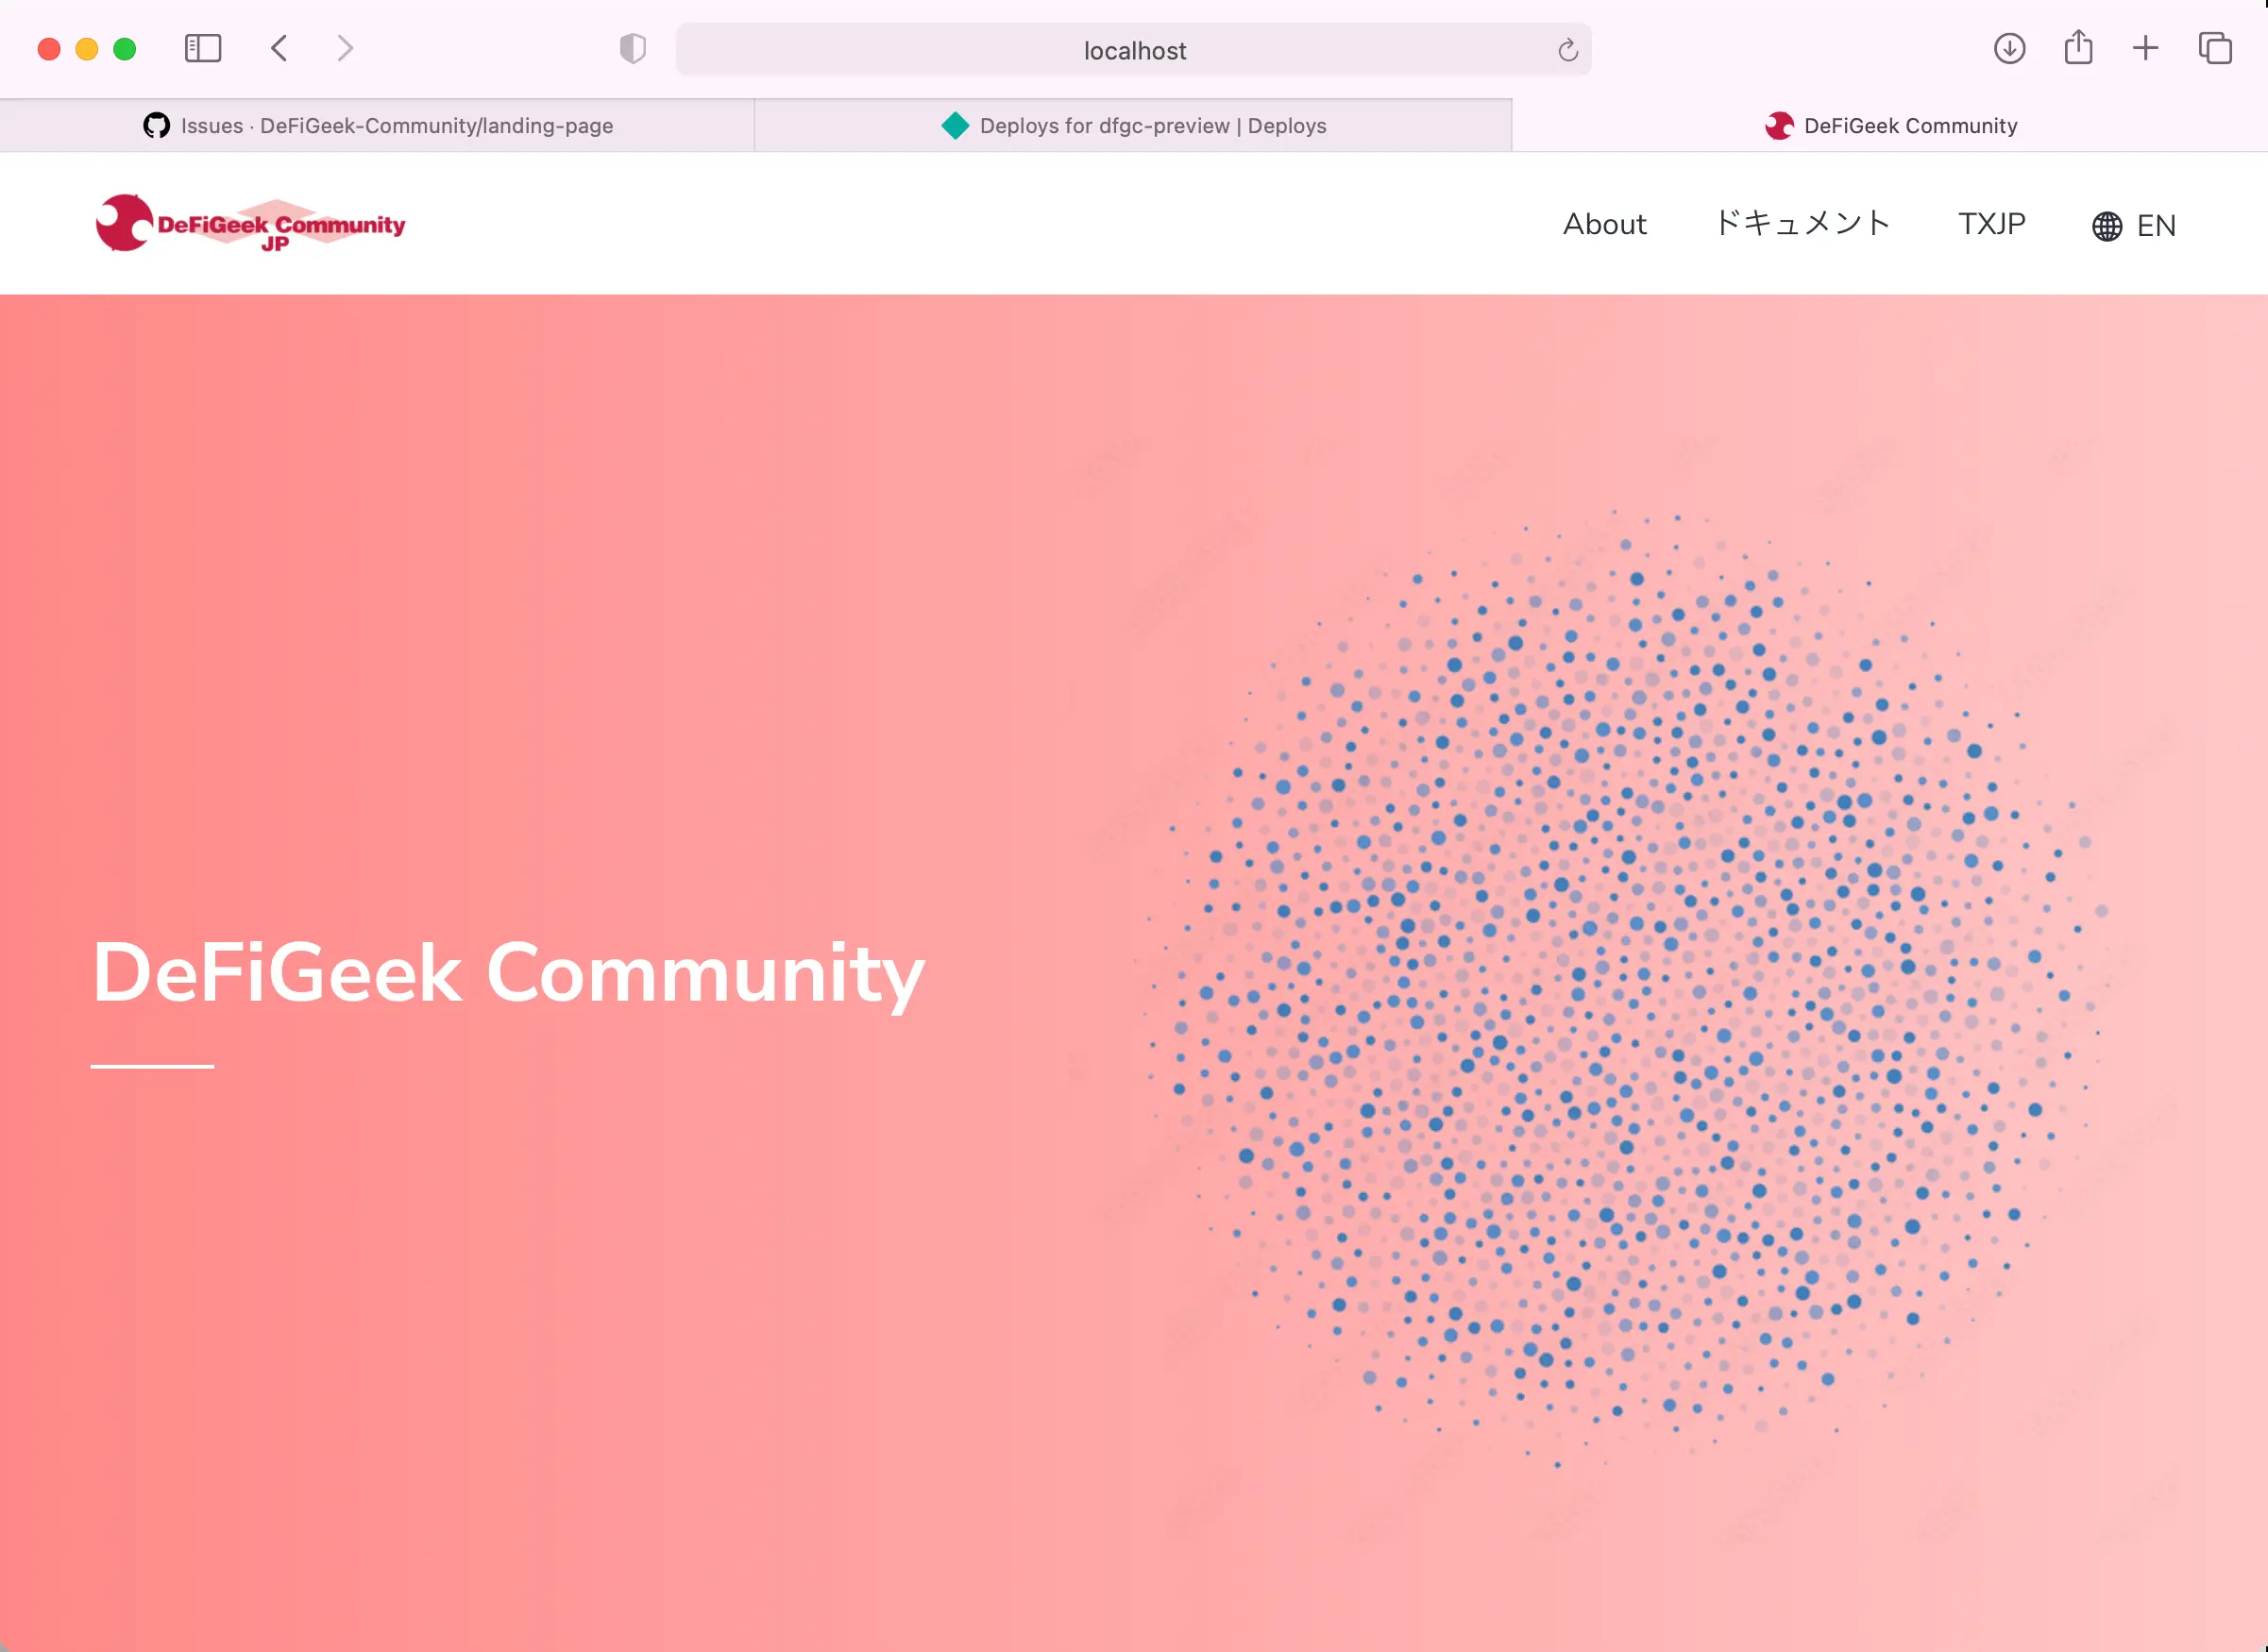 localhost
Issues · DeFiGeek-Community/landing-page
Deploys for dfgc-preview | Deploys
DeFiGeek Community
DeFiGeek Community
JP
About
ドキュメント
TXJP
EN
DeFiGeek Community